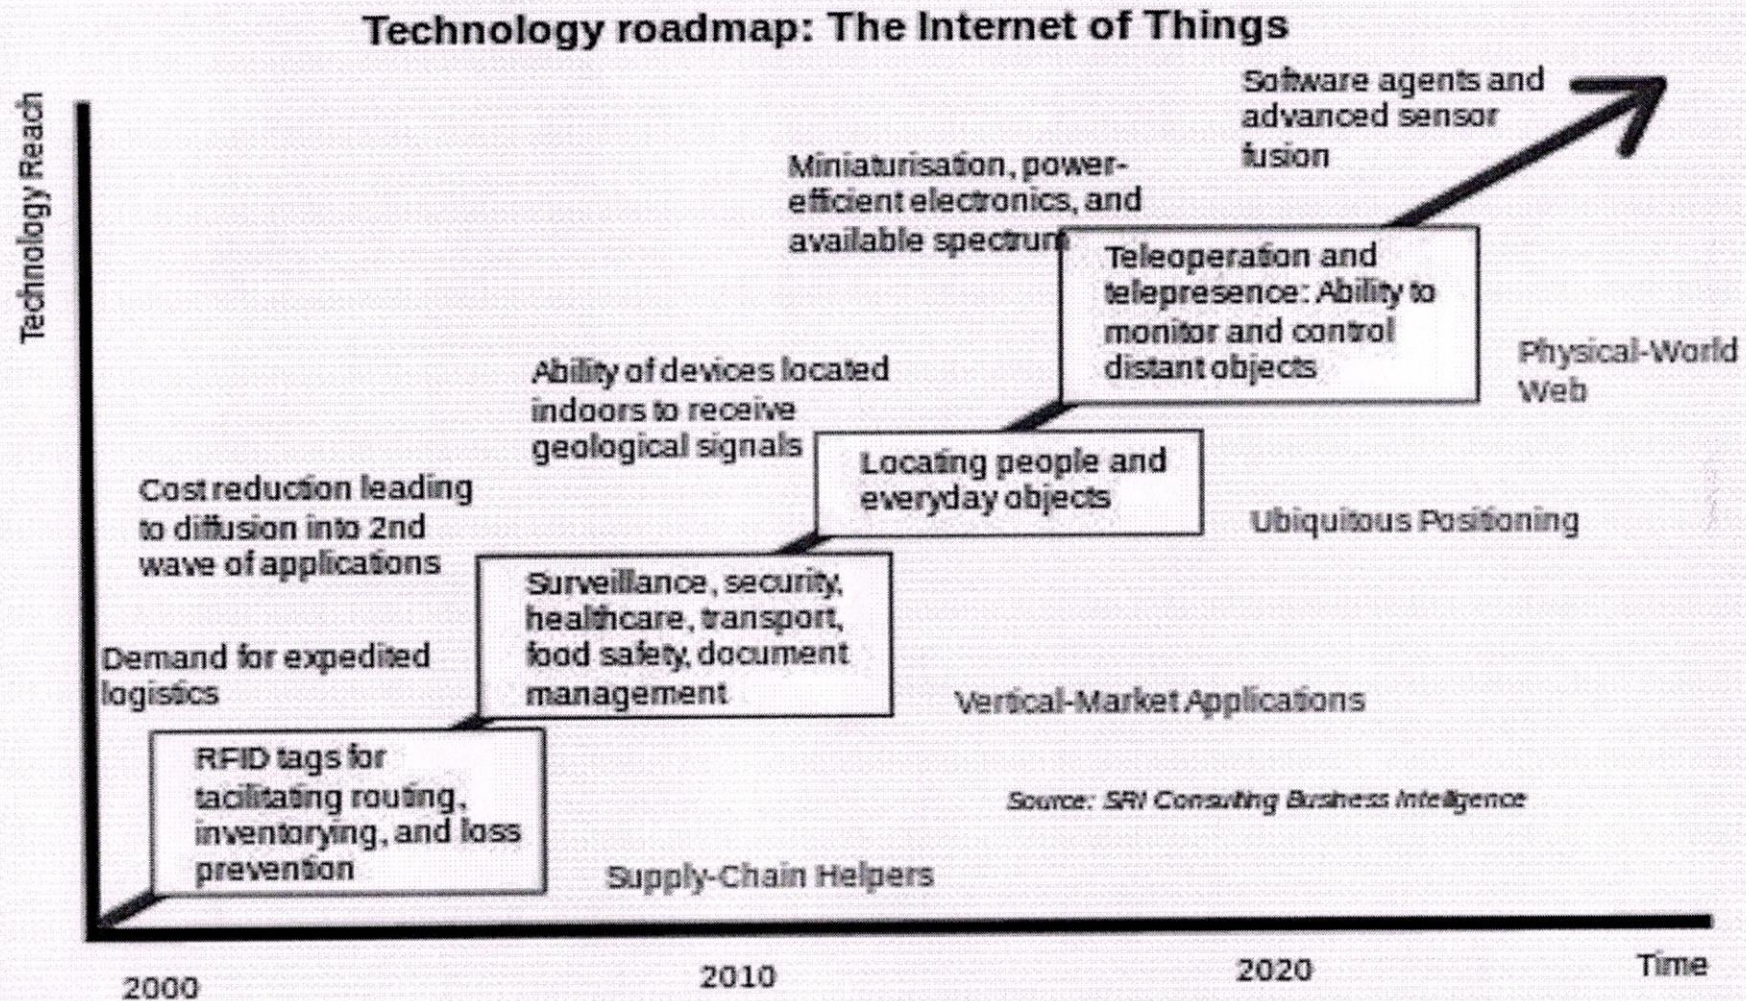 Technology roadmap: The Internet of Things
Technology Reach
Software agents and
advanced sensor
fusion
Miniaturisation, power-
efficient electronics, and
available spectrum
Teleoperation and
telepresence: Ability to
monitor and control
distant objects
Physical-World
Web
Ability of devices located
indoors to receive
geological signals
Locating people and
everyday objects
Ubiquitous Positioning
Cost reduction leading
to diffusion into 2nd
wave of applications
Surveillance, security,
healthcare, transport,
food safety, document
management
Vertical-Market Applications
Demand for expedited
logistics
RFID tags for
tacilitating routing,
inventorying, and loss
prevention
Supply-Chain Helpers
Source: SRI Consulting Business Intelligence
2000
2010
2020
Time